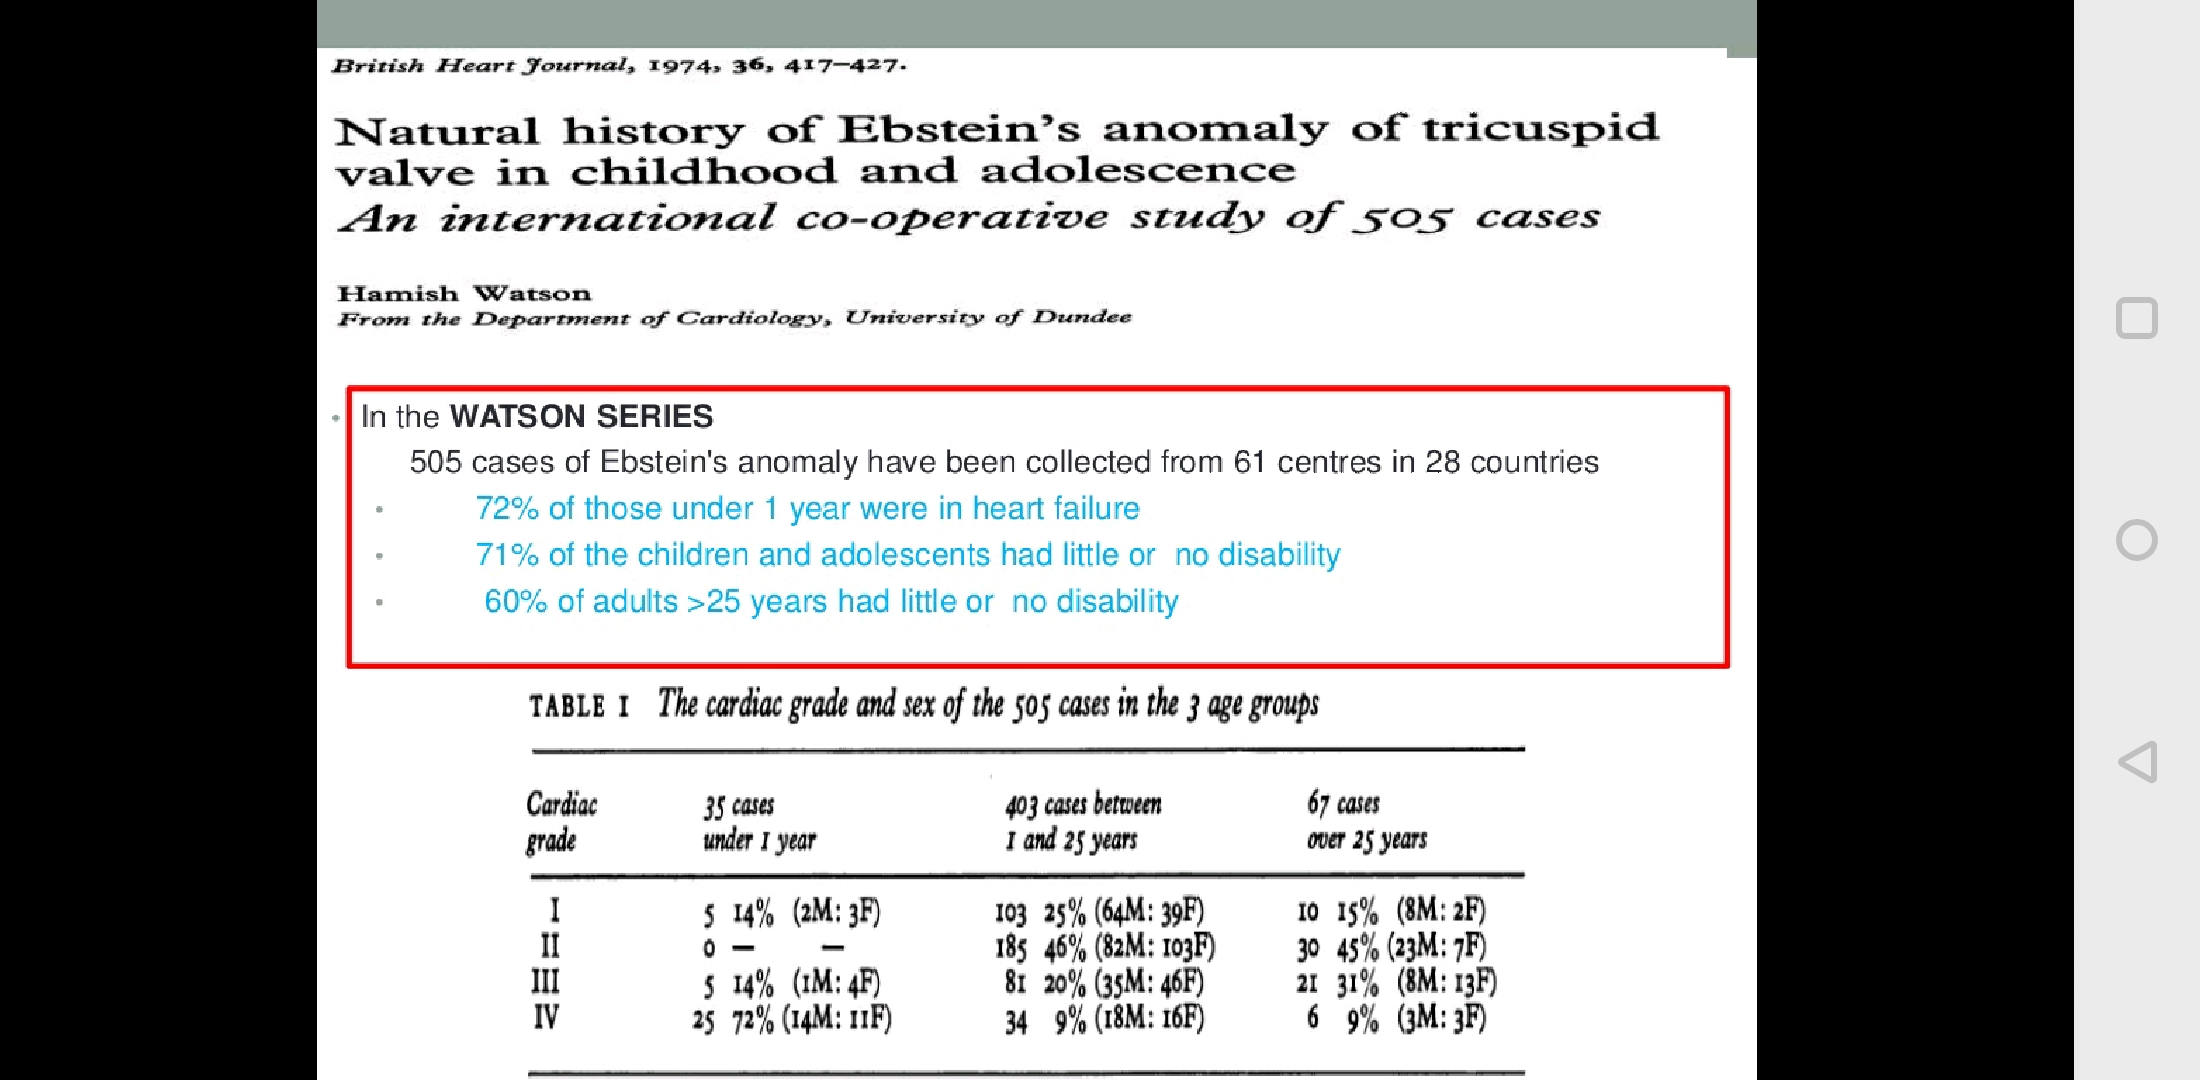 British Heart Journal, 1974, 36, 417–427.
Natural history of Ebstein's anomaly of tricuspid
valve in childhood and adolescence
An international co-operative study of 505 cases
Hamish Watson
From the Department of Cardiology, University of Dundee
• In the WATSON SERIES
505 cases of Ebstein's anomaly have been collected from 61 centres in 28 countries
• 72% of those under 1 year were in heart failure
• 71% of the children and adolescents had little or no disability
• 60% of adults >25 years had little or no disability
TABLE I The cardiac grade and sex of the 505 cases in the 3 age groups
Cardiac 35 cases 403 cases between 67 cases
grade under I year I and 25 years over 25 years
I 5 14% (2M: 3F) 103 25% (64M: 39F) 10 15% (8M: 2F)
II 0 — — 185 46% (82M: 103F) 30 45% (23M: 7F)
III 5 14% (1M: 4F) 81 20% (35M: 46F) 21 31% (8M: 13F)
IV 25 72% (14M: 11F) 34 9% (18M: 16F) 6 9% (3M: 3F)